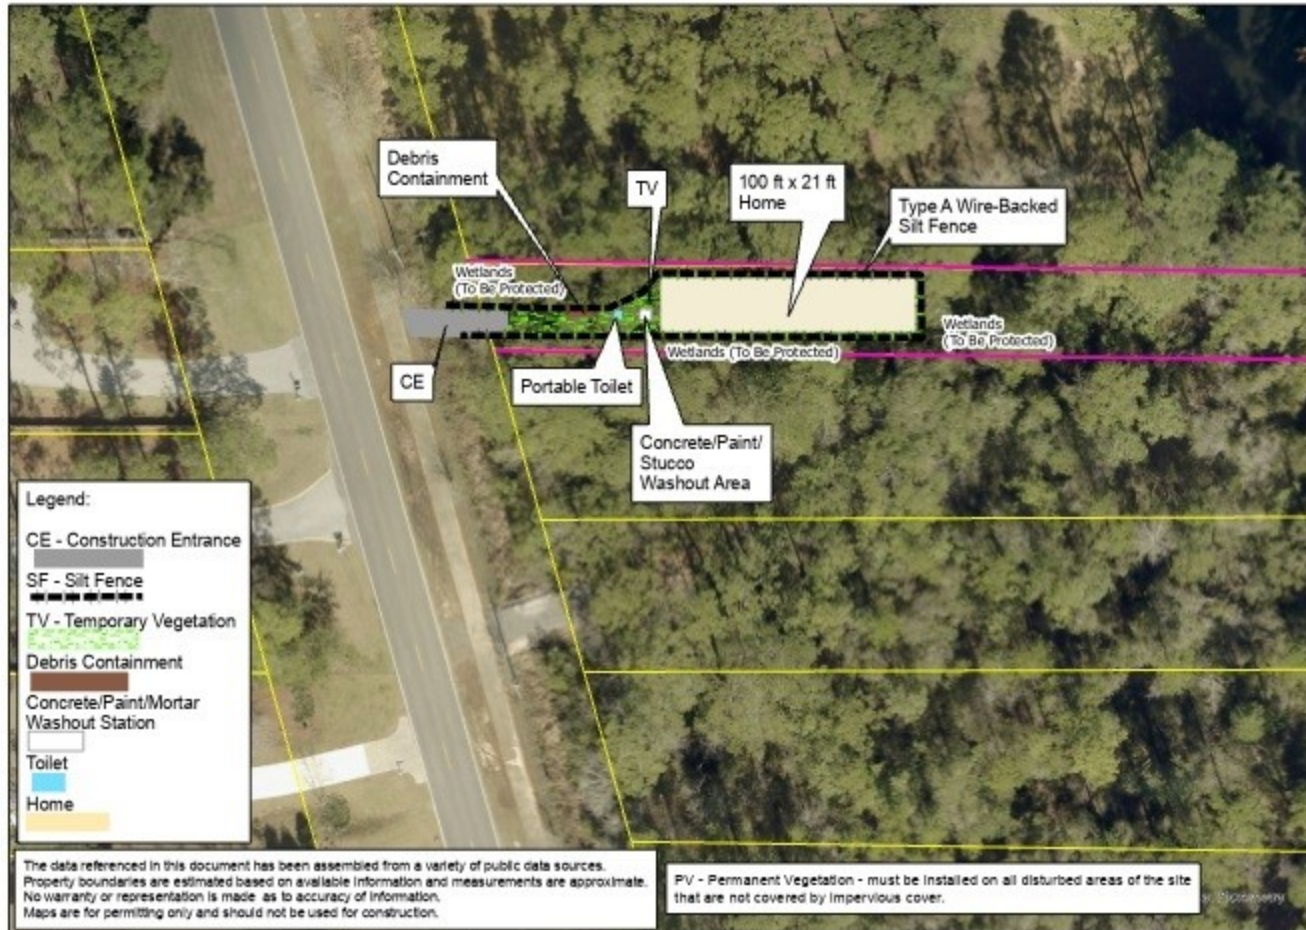 Debris
Containment
TV
100 ft x 21 ft
Home
Type A Wire-Backed
Silt Fence
Wetlands
(To Be Protected)
Wetlands
(To Be Protected)
Wetlands (To Be Protected)
CE
Portable Toilet
Concrete/Paint/
Stucco
Washout Area
Legend:
CE - Construction Entrance
SF - Silt Fence
TV - Temporary Vegetation
Debris Containment
Concrete/Paint/Mortar
Washout Station
Toilet
Home
The data referenced in this document has been assembled from a variety of public data sources.
Property boundaries are estimated based on available information and measurements are approximate.
No warranty or representation is made as to accuracy of information.
Maps are for permitting only and should not be used for construction.
PV - Permanent Vegetation - must be installed on all disturbed areas of the site
that are not covered by impervious cover.